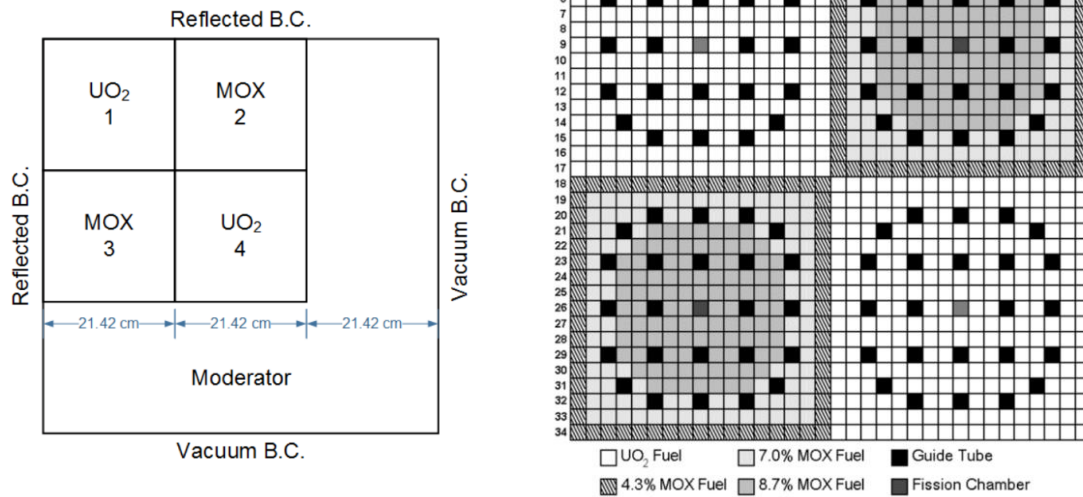 Reflected B.C.
UO₂
1
MOX
2
MOX
3
UO₂
4
Reflected B.C.
Vacuum B.C.
21.42 cm
21.42 cm
21.42 cm
Moderator
Vacuum B.C.
7
8
9
10
11
12
13
14
15
16
17
18
19
20
21
22
23
24
25
26
27
28
29
30
31
32
33
34
UO₂ Fuel
7.0% MOX Fuel
Guide Tube
4.3% MOX Fuel
8.7% MOX Fuel
Fission Chamber